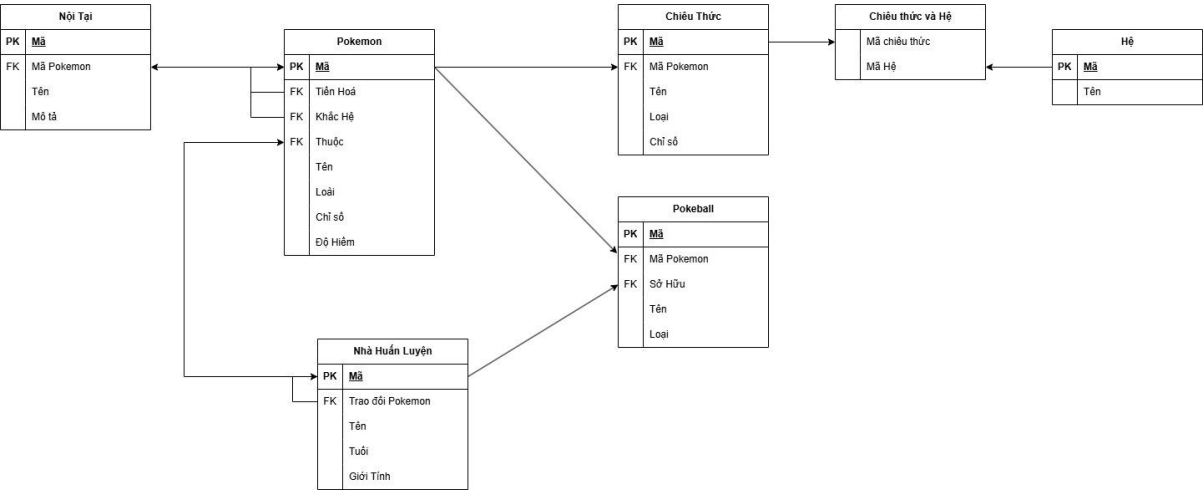 Nội Tại
PK Mã
FK Mã Pokemon
Tên
Mô tả
Pokemon
PK Mã
FK Tiến Hoá
FK Khắc Hệ
FK Thuộc
Tên
Loài
Chỉ số
Độ Hiếm
Chiêu Thức
PK Mã
FK Mã Pokemon
Tên
Loại
Chỉ số
Chiêu thức và Hệ
Mã chiêu thức
Mã Hệ
Hệ
PK Mã
Tên
Pokeball
PK Mã
FK Mã Pokemon
FK Sở Hữu
Tên
Loại
Nhà Huấn Luyện
PK Mã
FK Trao đổi Pokemon
Tên
Tuổi
Giới Tính